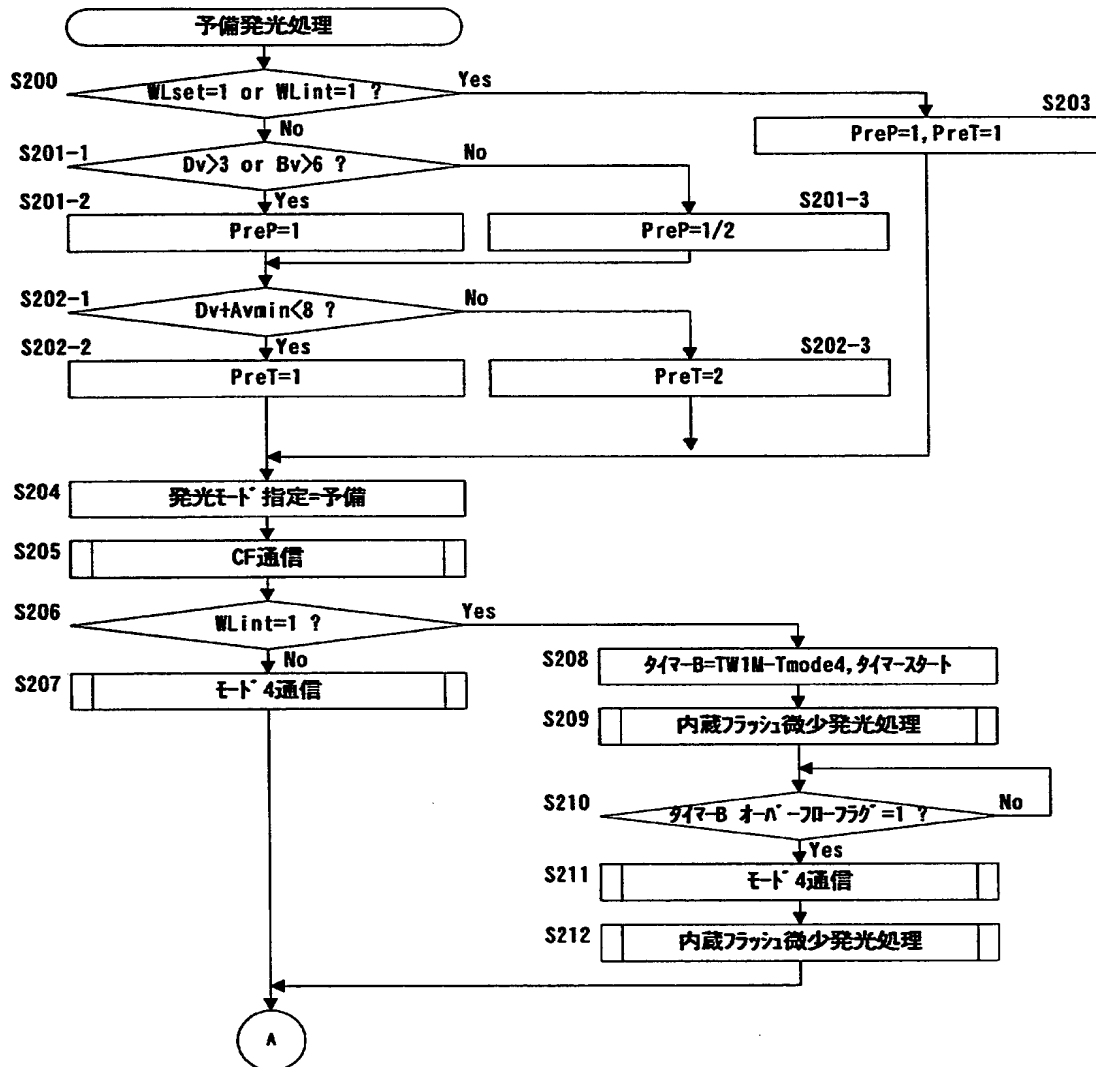 予備発光処理
S200
WLset=1 or WLint=1 ?
Yes
No
S203
PreP=1,PreT=1
S201-1
Dv>3 or Bv>6 ?
No
Yes
S201-2
PreP=1
S201-3
PreP=1/2
S202-1
Dv+Avmin<8 ?
No
Yes
S202-2
PreT=1
S202-3
PreT=2
S204
発光ﾓｰﾄﾞ指定=予備
S205
CF通信
S206
WLint=1 ?
Yes
No
S207
ﾓｰﾄﾞ4通信
S208
ﾀｲﾏｰB=TW1M-Tmode4,ﾀｲﾏｰｽﾀｰﾄ
S209
内蔵ﾌﾗｯｼｭ微少発光処理
S210
ﾀｲﾏｰB ｵｰﾊﾞｰﾌﾛｰﾌﾗｸﾞ=1 ?
No
Yes
S211
ﾓｰﾄﾞ4通信
S212
内蔵ﾌﾗｯｼｭ微少発光処理
A